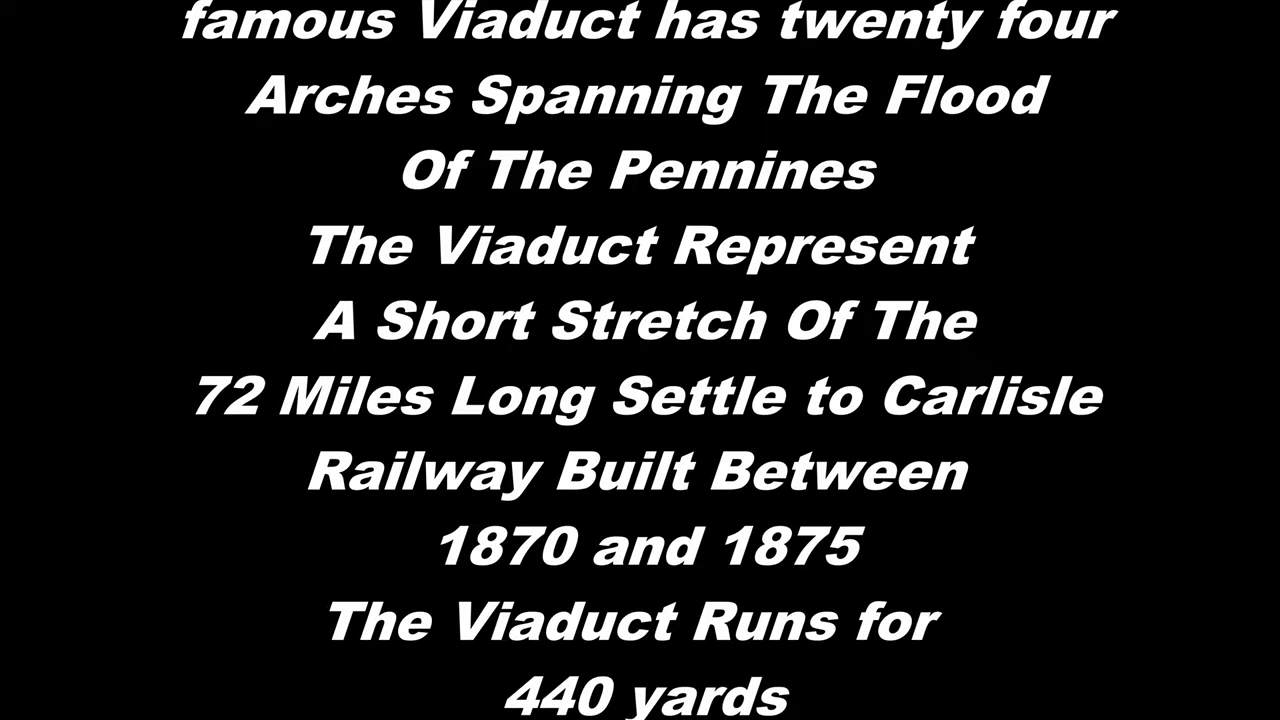 famous Viaduct has twenty four
Arches Spanning The Flood
Of The Pennines
The Viaduct Represent
A Short Stretch Of The
72 Miles Long Settle to Carlisle
Railway Built Between
1870 and 1875
The Viaduct Runs for
440 yards